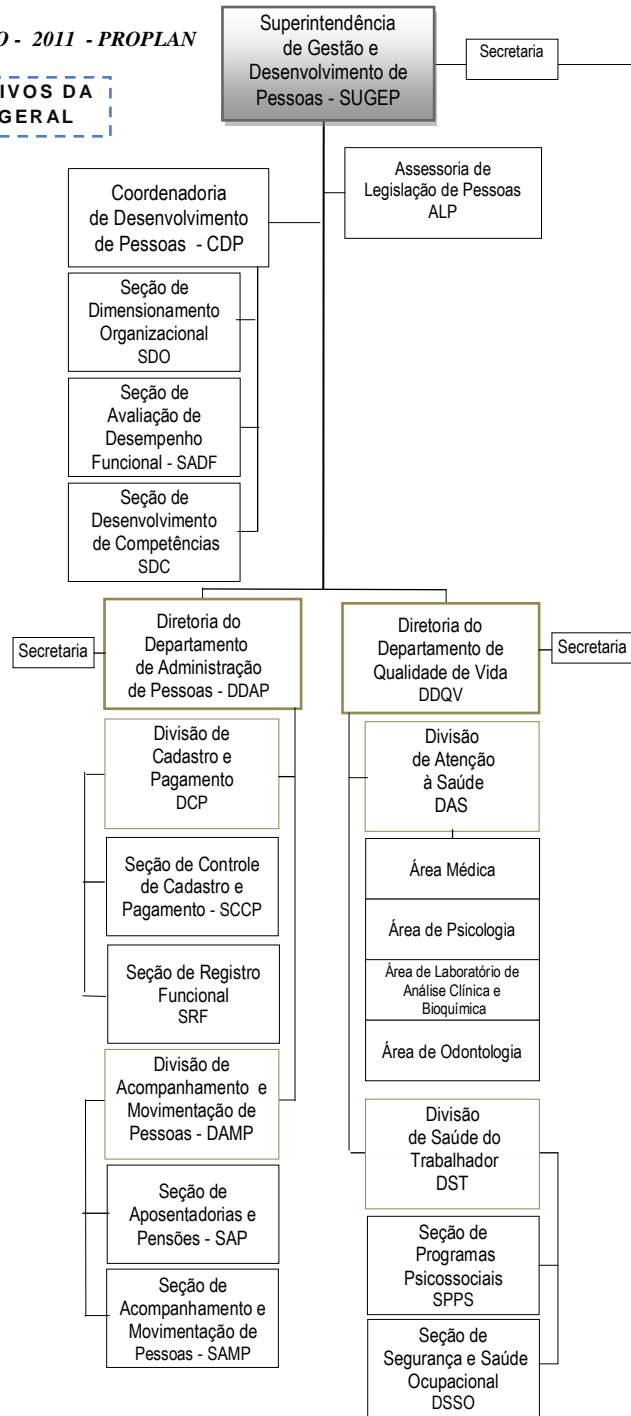 O - 2011 - PROPLAN
IVOS DA
GERAL
Superintendência
de Gestão e
Desenvolvimento de
Pessoas - SUGEP
Secretaria
Assessoria de
Legislação de Pessoas
ALP
Coordenadoria
de Desenvolvimento
de Pessoas - CDP
Seção de
Dimensionamento
Organizacional
SDO
Seção de
Avaliação de
Desempenho
Funcional - SADF
Seção de
Desenvolvimento
de Competências
SDC
Secretaria
Diretoria do
Departamento
de Administração
de Pessoas - DDAP
Diretoria do
Departamento de
Qualidade de Vida
DDQV
Secretaria
Divisão de
Cadastro e
Pagamento
DCP
Seção de Controle
de Cadastro e
Pagamento - SCCP
Seção de Registro
Funcional
SRF
Divisão de
Acompanhamento e
Movimentação de
Pessoas - DAMP
Seção de
Aposentadorias e
Pensões - SAP
Seção de
Acompanhamento e
Movimentação de
Pessoas - SAMP
Divisão
de Atenção
à Saúde
DAS
Área Médica
Área de Psicologia
Área de Laboratório de
Análise Clínica e
Bioquímica
Área de Odontologia
Divisão
de Saúde do
Trabalhador
DST
Seção de
Programas
Psicossociais
SPPS
Seção de
Segurança e Saúde
Ocupacional
DSSO